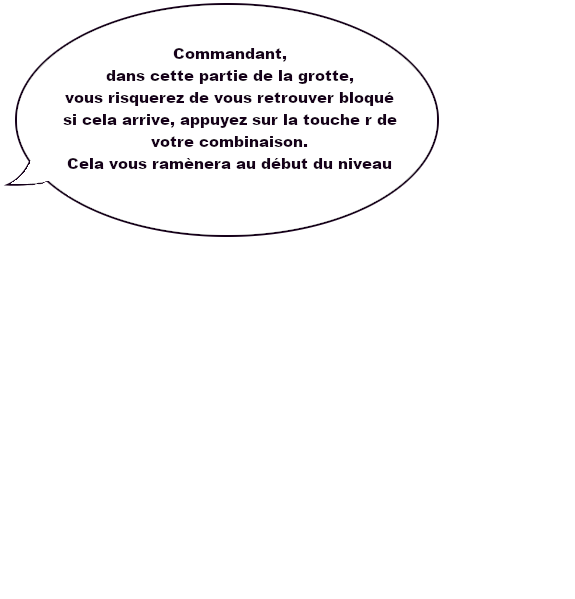 Commandant,
dans cette partie de la grotte,
vous risquerez de vous retrouver bloqué
si cela arrive, appuyez sur la touche r de
votre combinaison.
Cela vous ramènera au début du niveau